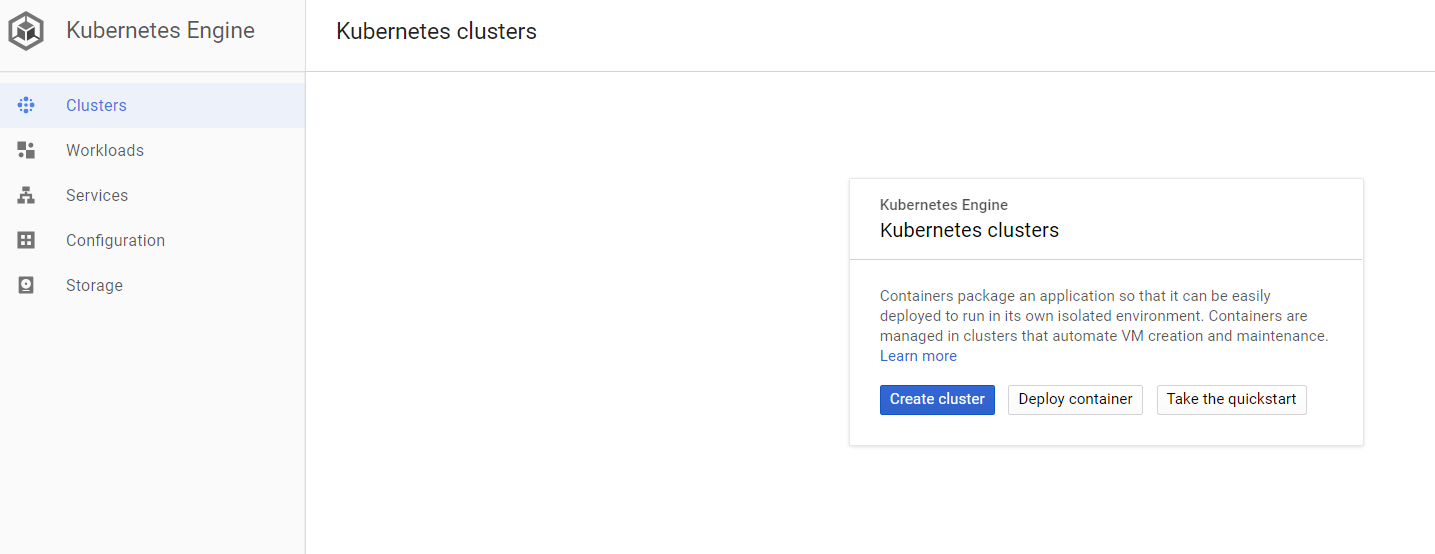 Kubernetes Engine
Kubernetes clusters
Clusters
Workloads
Services
Configuration
Storage
Kubernetes Engine
Kubernetes clusters
Containers package an application so that it can be easily
deployed to run in its own isolated environment. Containers are
managed in clusters that automate VM creation and maintenance.
Learn more
Create cluster
Deploy container
Take the quickstart